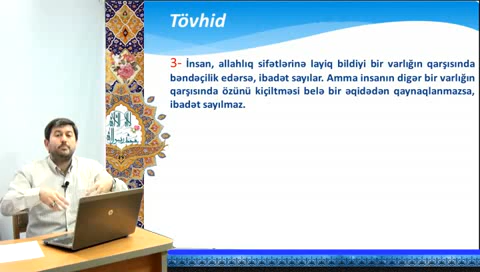 Tövhid
3- İnsan, allahlıq sifətlərinə layiq bildiyi bir varlığın qarşısında
bəndəçilik edərsə, ibadət sayılar. Amma insanın digər bir varlığın
qarşısında özünü kiçiltməsi belə bir əqidədən qaynaqlanmazsa,
ibadət sayılmaz.